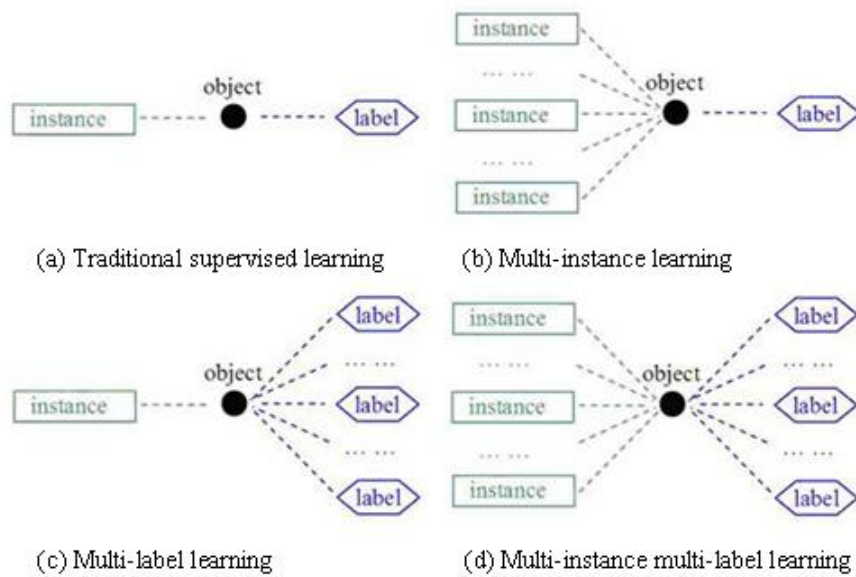 object
instance
label
(a) Traditional supervised learning
instance
... ...
object
instance
label
... ...
instance
(b) Multi-instance learning
label
... ...
object
instance
label
... ...
label
(c) Multi-label learning
instance
label
... ...
... ...
object
instance
label
... ...
... ...
instance
label
(d) Multi-instance multi-label learning